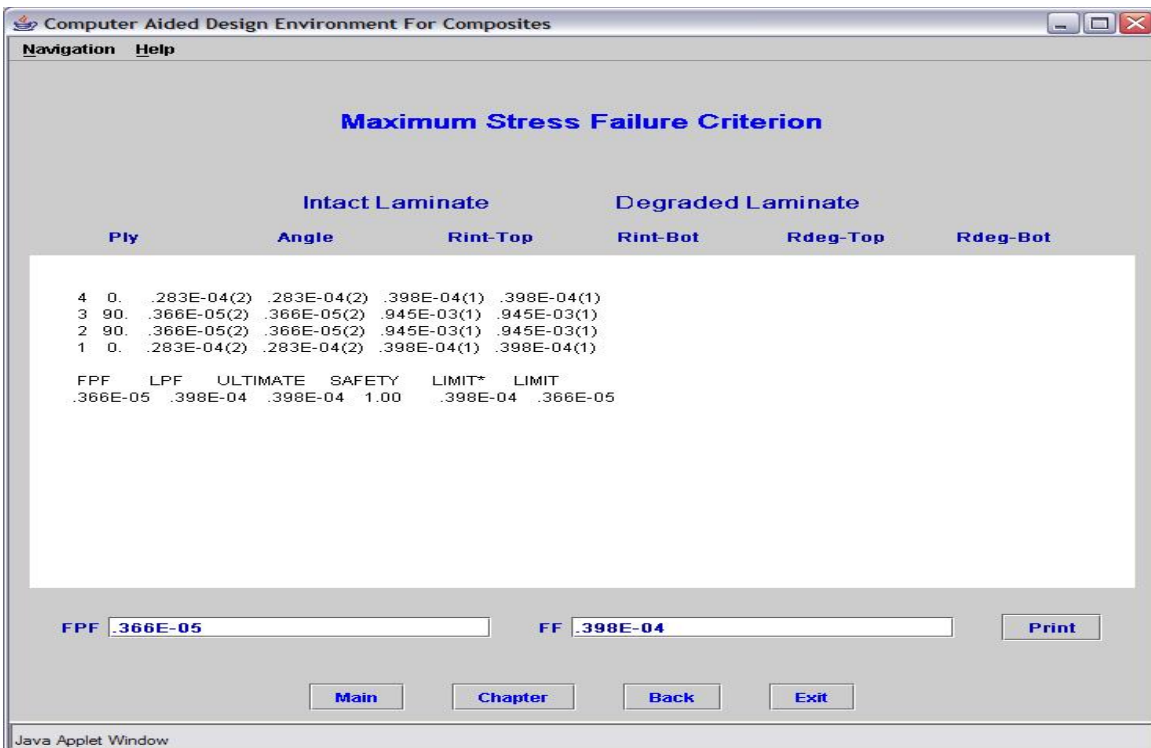 Computer Aided Design Environment For Composites
Navigation Help
Maximum Stress Failure Criterion
Intact Laminate Degraded Laminate
Ply Angle Rint-Top Rint-Bot Rdeg-Top Rdeg-Bot
4 0. .283E-04(2) .283E-04(2) .398E-04(1) .398E-04(1)
3 90. .366E-05(2) .366E-05(2) .945E-03(1) .945E-03(1)
2 90. .366E-05(2) .366E-05(2) .945E-03(1) .945E-03(1)
1 0. .283E-04(2) .283E-04(2) .398E-04(1) .398E-04(1)
FPF LPF ULTIMATE SAFETY LIMIT* LIMIT
.366E-05 .398E-04 .398E-04 1.00 .398E-04 .366E-05
FPF .366E-05 FF .398E-04 Print
Main Chapter Back Exit
Java Applet Window